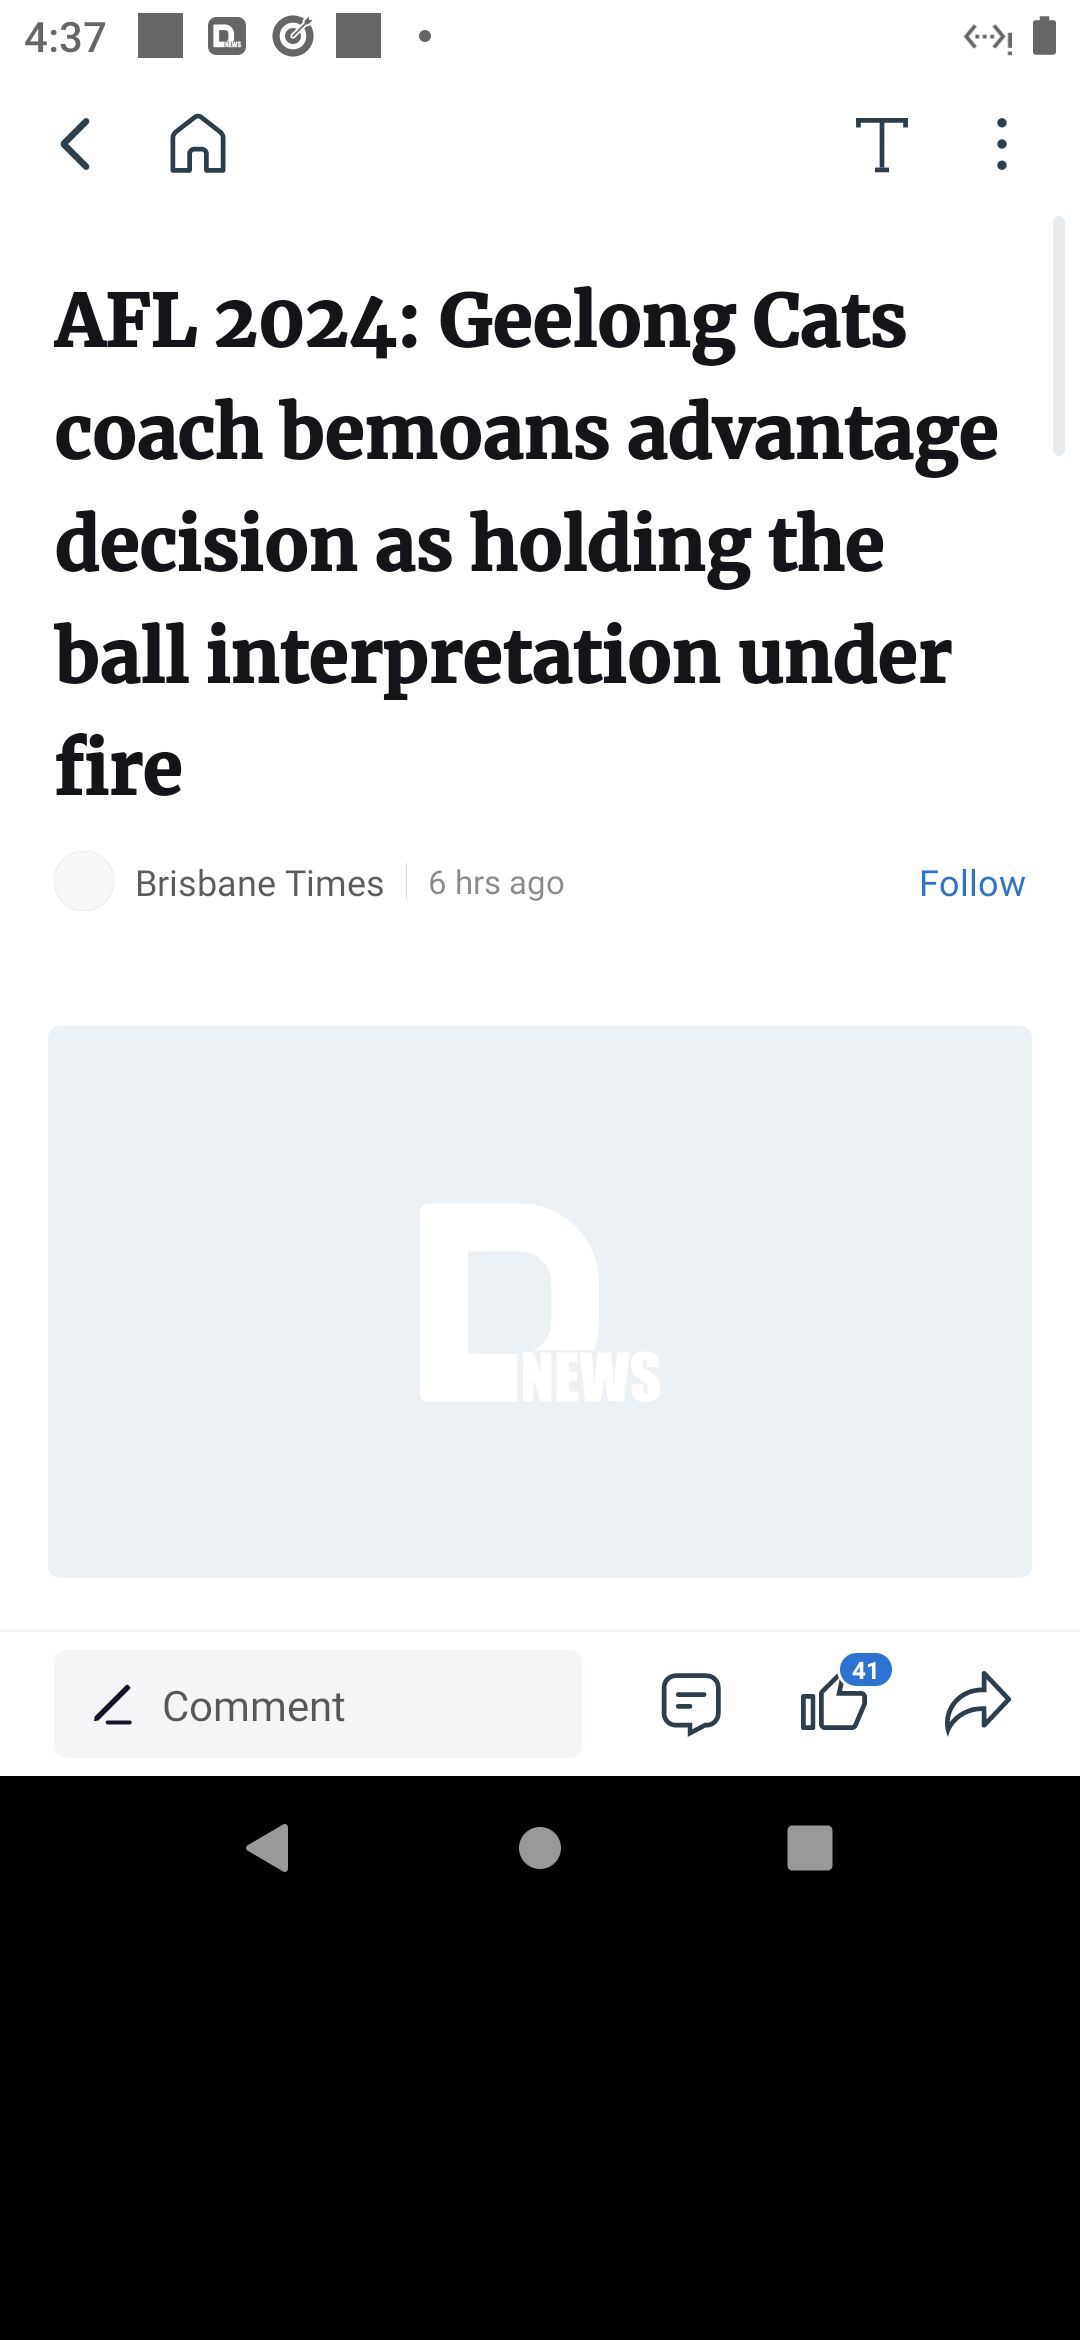 4:37
D NEWS
AFL 2024: Geelong Cats
coach bemoans advantage
decision as holding the
ball interpretation under
fire
Brisbane Times
6 hrs ago
Follow
D NEWS
Comment
41